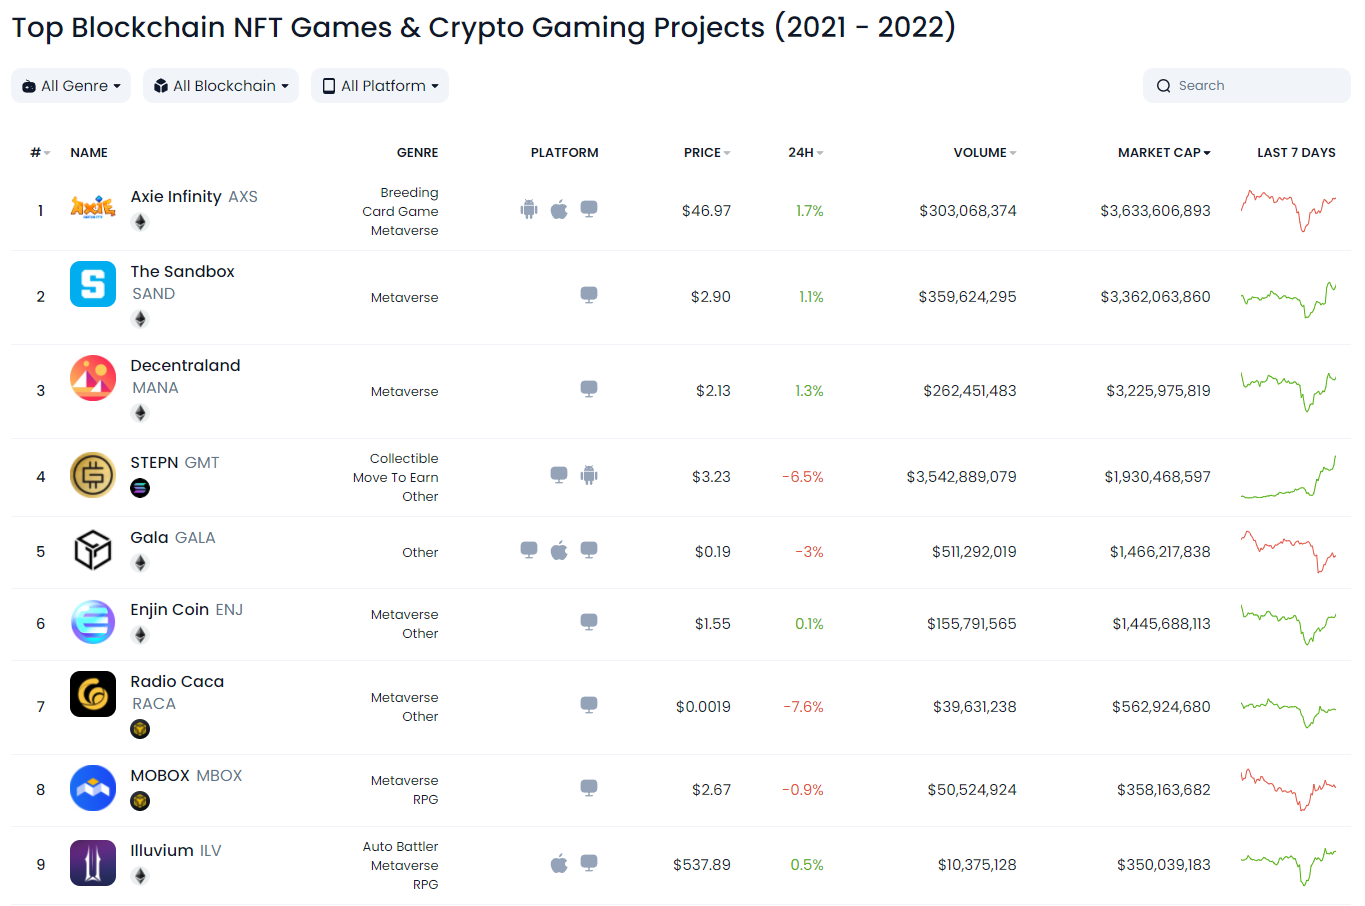 Top Blockchain NFT Games & Crypto Gaming Projects (2021 - 2022)
All Genre All Blockchain All Platform Search
# NAME GENRE PLATFORM PRICE 24H VOLUME MARKET CAP LAST 7 DAYS
1 AXIE INFINITY Axie Infinity AXS Breeding Card Game Metaverse $46.97 1.7% $303,068,374 $3,633,606,893
2 S The Sandbox SAND Metaverse $2.90 1.1% $359,624,295 $3,362,063,860
3 Decentraland MANA Metaverse $2.13 1.3% $262,451,483 $3,225,975,819
4 STEPN GMT Collectible Move To Earn Other $3.23 -6.5% $3,542,889,079 $1,930,468,597
5 Gala GALA Other $0.19 -3% $511,292,019 $1,466,217,838
6 Enjin Coin ENJ Metaverse Other $1.55 0.1% $155,791,565 $1,445,688,113
7 Radio Caca RACA Metaverse Other $0.0019 -7.6% $39,631,238 $562,924,680
8 MOBOX MBOX Metaverse RPG $2.67 -0.9% $50,524,924 $358,163,682
9 Illuvium ILV Auto Battler Metaverse RPG $537.89 0.5% $10,375,128 $350,039,183